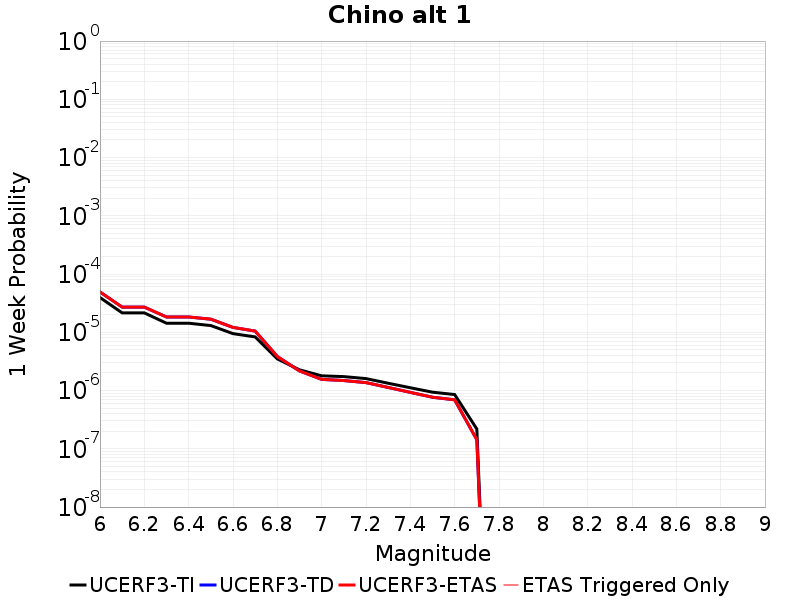 Chino alt 1
10^0
10^-1
10^-2
10^-3
10^-4
10^-5
10^-6
10^-7
10^-8
1 Week Probability
6 6.2 6.4 6.6 6.8 7 7.2 7.4 7.6 7.8 8 8.2 8.4 8.6 8.8 9
Magnitude
UCERF3-TI UCERF3-TD UCERF3-ETAS ETAS Triggered Only